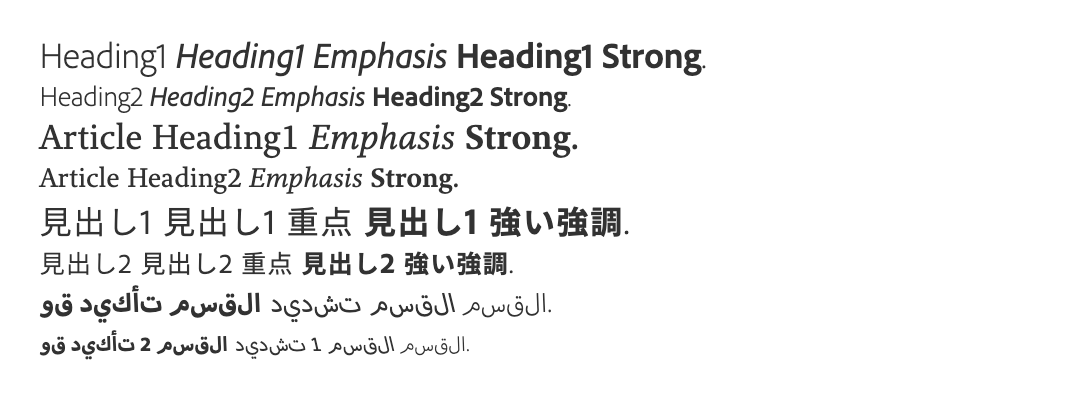 Heading1 Heading1 Emphasis Heading1 Strong.
Heading2 Heading2 Emphasis Heading2 Strong.
Article Heading1 Emphasis Strong.
Article Heading2 Emphasis Strong.
見出し1 見出し1 重点 見出し1 強い強調.
見出し2 見出し2 重点 見出し2 強い強調.
القسم القسم تشديد القسم تأكيد قو.
القسم القسم 1 تشديد القسم 2 تأكيد قو.